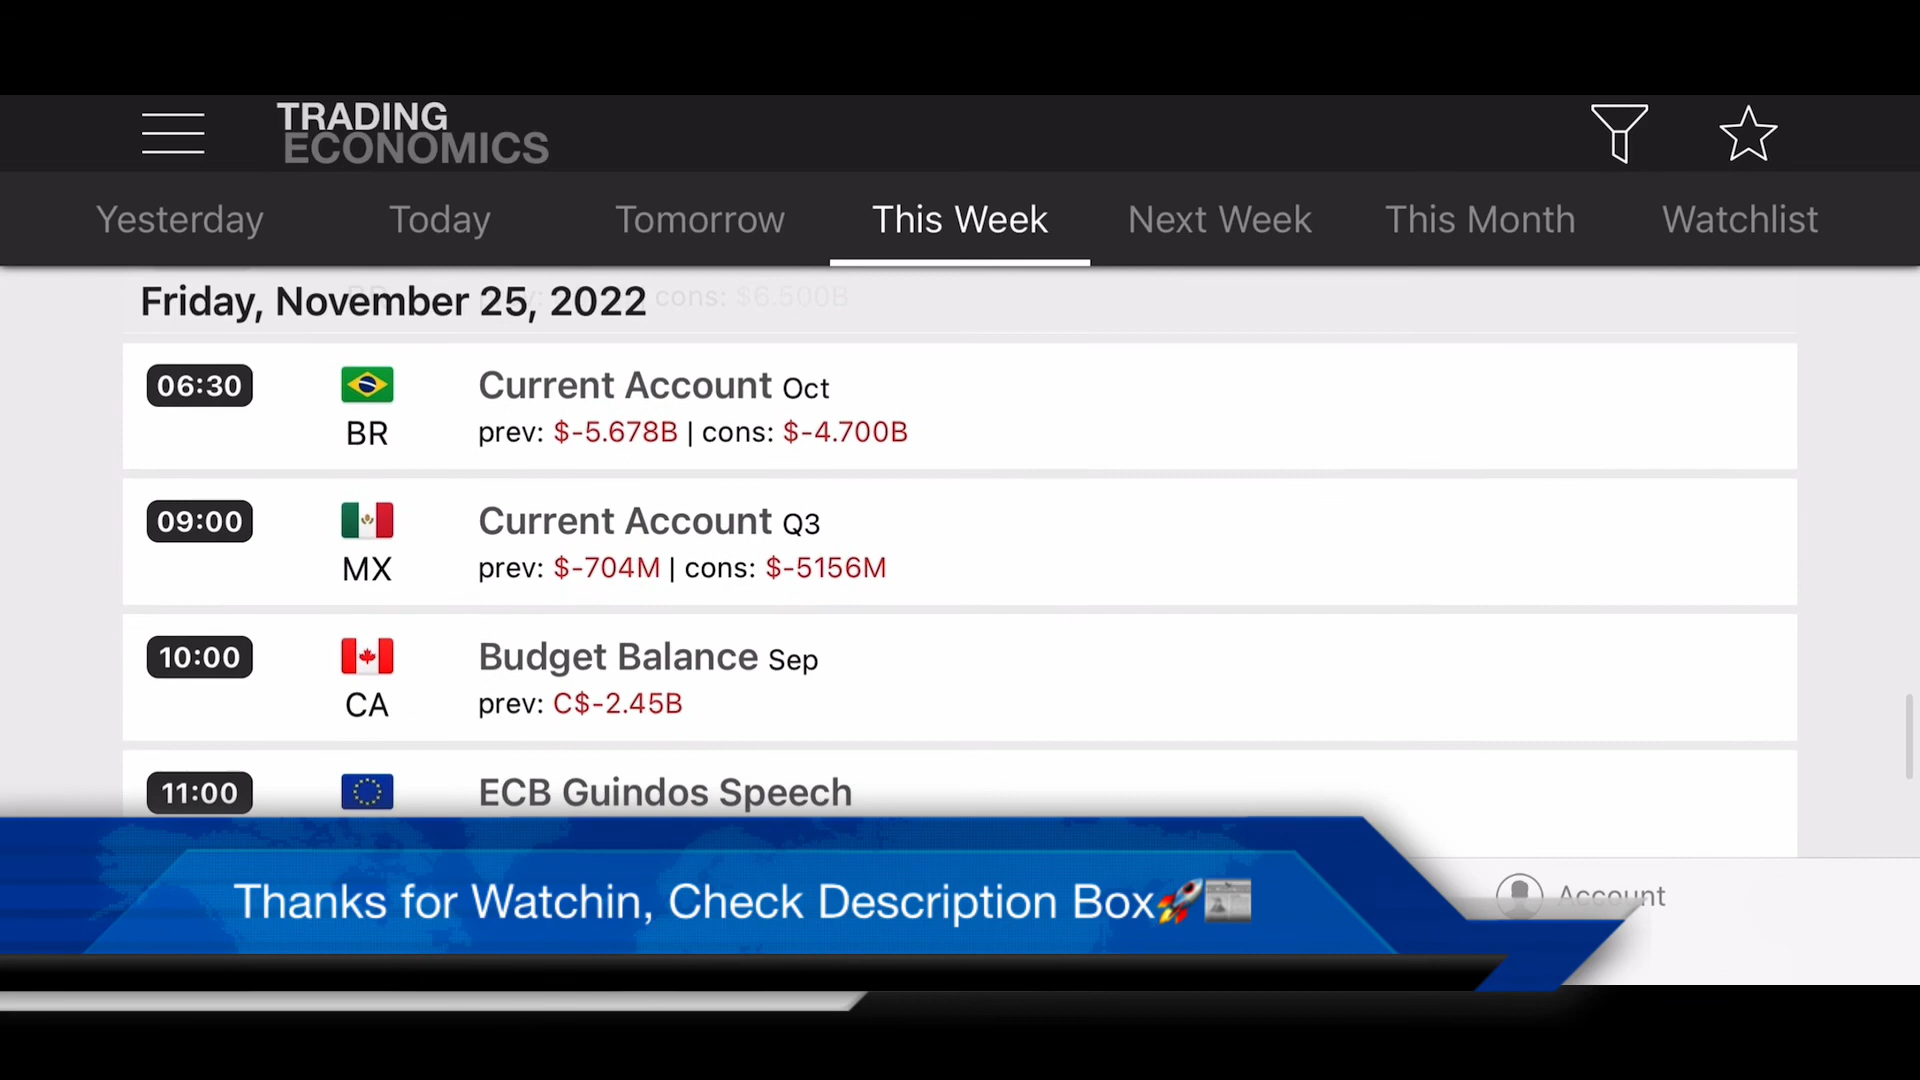 TRADING
ECONOMICS
Yesterday Today Tomorrow This Week Next Week This Month Watchlist
cons: $6.500B
Friday, November 25, 2022
06:30 Current Account Oct
BR prev: $-5.678B | cons: $-4.700B
09:00 Current Account Q3
MX prev: $-704M | cons: $-5156M
10:00 Budget Balance Sep
CA prev: C$-2.45B
11:00 ECB Guindos Speech
Thanks for Watchin, Check Description Box🚀📰
Account